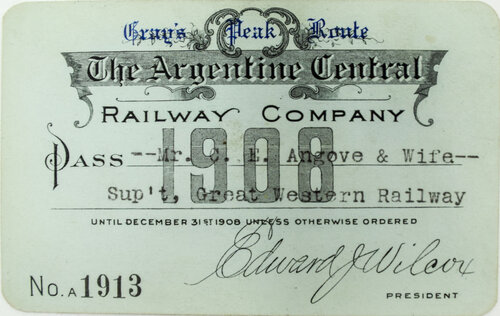 Gray's Peak Route
The Argentine Central
RAILWAY COMPANY
1908
PASS --Mr. C. E. Angove & Wife--
Sup't, Great Western Railway
UNTIL DECEMBER 31ST 1908 UNLESS OTHERWISE ORDERED
Edward J Wilcox
PRESIDENT
No. A 1913